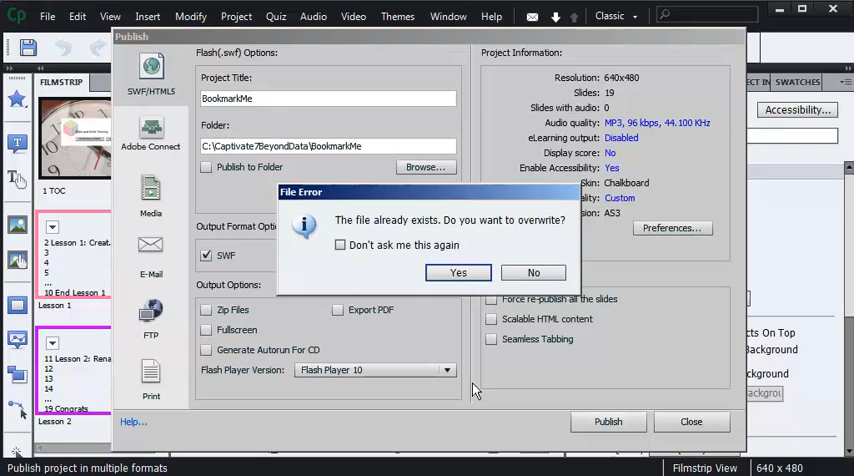 Cp File Edit View Insert Modify Project Quiz Audio Video Themes Help Window Classic
Publish
FILMSTRIP
1 TOC
2 Lesson 1: Creat.
3
4
5
10 End Lesson 1
Lesson 1
11 Lesson 2: Rena
12
13
14
19 Congrats
Lesson 2
SWF/HTML5
Adobe Connect
Media
E-Mail
FTP
Print
Flash(.swf) Options:
Project Title:
BookmarkMe
Folder:
C:\Captivate7BeyondData\BookmarkMe
Publish to Folder
Browse...
Output Format Opti
SWF
Output Options:
Zip Files
Export PDF
Fullscreen
Generate Autorun For CD
Flash Player Version:
Flash Player 10
File Error
The file already exists. Do you want to overwrite?
Don't ask me this again
Yes
No
Project Information:
Resolution: 640x480
Slides: 19
Slides with audio: 0
Audio quality: MP3, 96 kbps, 44.100 KHz
eLearning output: Disabled
Display score: No
Enable Accessibility: Yes
Skin: Chalkboard
Quality: Custom
AS3
Preferences...
Force re-publish all the slides
Scalable HTML content
Seamless Tabbing
Help...
Publish
Close
SWATCHES
Accessibility...
cts On Top
Background
Publish project in multiple formats
Filmstrip View
640 x 480